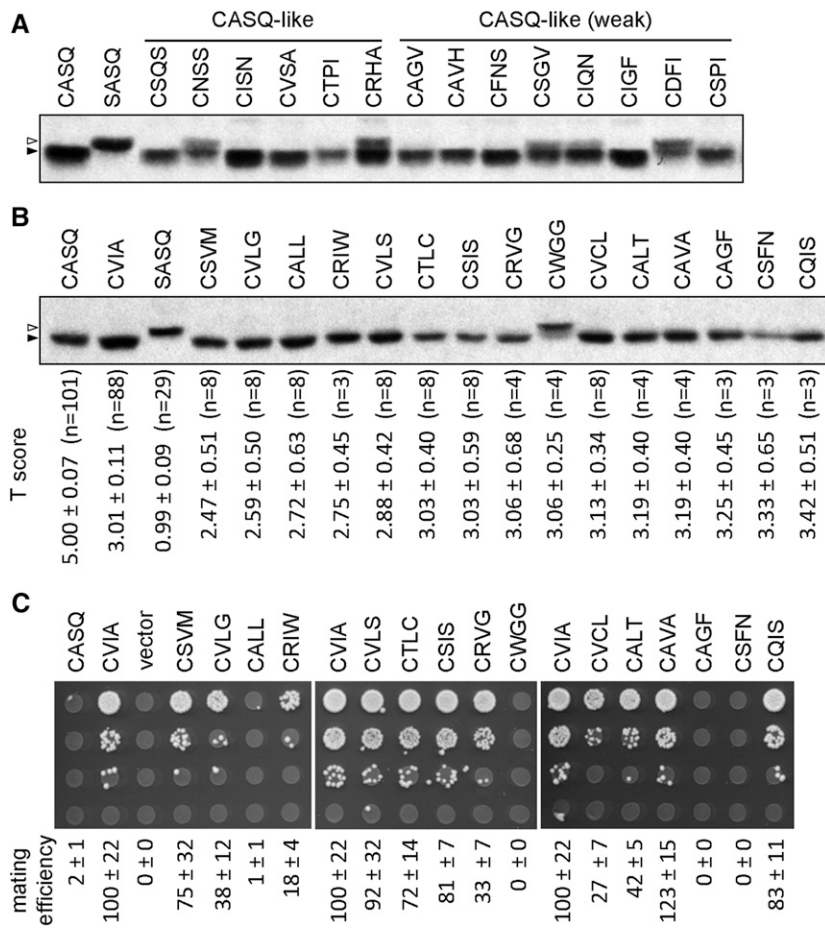 A
CASQ-like
CASQ-like (weak)
CASQ SASQ CSQS CNSS CISN CVSA CTPI CRHA CAGV CAVH CFNS CSGV CIQN CIGF CDFI CSPI
B
CASQ CVIA SASQ CSVM CVLG CALL CRIW CVLS CTLC CSIS CRVG CWGG CVCL CALT CAVA CAGF CSFN CQIS
T score
5.00 ± 0.07 (n=101)
3.01 ± 0.11 (n=88)
0.99 ± 0.09 (n=29)
2.47 ± 0.51 (n=8)
2.59 ± 0.50 (n=8)
2.72 ± 0.63 (n=8)
2.75 ± 0.45 (n=3)
2.88 ± 0.42 (n=8)
3.03 ± 0.40 (n=8)
3.03 ± 0.59 (n=8)
3.06 ± 0.68 (n=4)
3.06 ± 0.25 (n=4)
3.13 ± 0.34 (n=8)
3.19 ± 0.40 (n=4)
3.19 ± 0.40 (n=4)
3.25 ± 0.45 (n=3)
3.33 ± 0.65 (n=3)
3.42 ± 0.51 (n=3)
C
CASQ CVIA vector CSVM CVLG CALL CRIW CVIA CVLS CTLC CSIS CRVG CWGG CVIA CVCL CALT CAVA CAGF CSFN CQIS
mating
efficiency
2 ± 1
100 ± 22
0 ± 0
75 ± 32
38 ± 12
1 ± 1
18 ± 4
100 ± 22
92 ± 32
72 ± 14
81 ± 7
33 ± 7
0 ± 0
100 ± 22
27 ± 7
42 ± 5
123 ± 15
0 ± 0
0 ± 0
83 ± 11